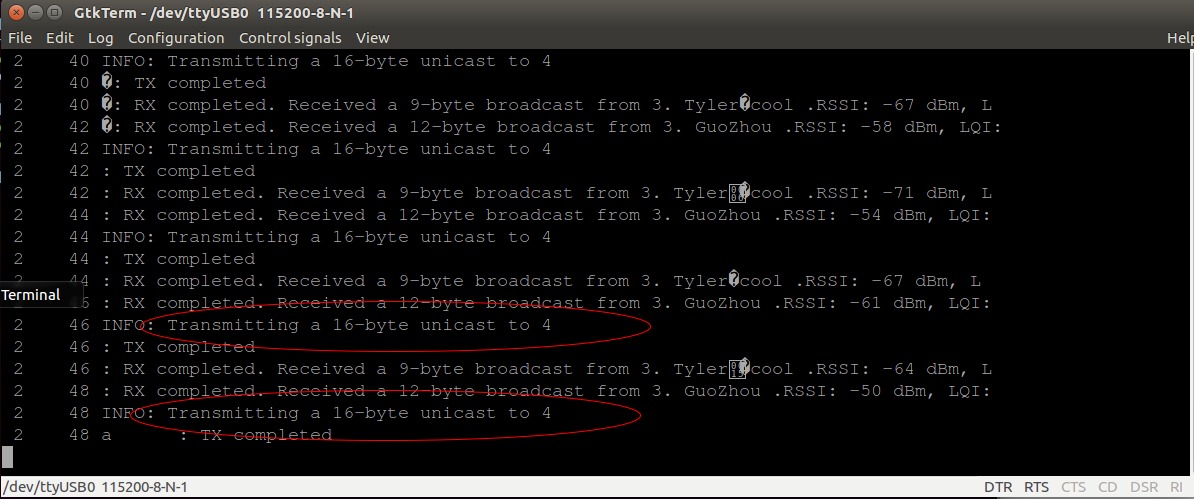 GtkTerm - /dev/ttyUSB0 115200-8-N-1
File Edit Log Configuration Control signals View Help
2 40 INFO: Transmitting a 16-byte unicast to 4
2 40 �: TX completed
2 40 �: RX completed. Received a 9-byte broadcast from 3. Tyler�cool .RSSI: -67 dBm, L
2 42 �: RX completed. Received a 12-byte broadcast from 3. GuoZhou .RSSI: -58 dBm, LQI:
2 42 INFO: Transmitting a 16-byte unicast to 4
2 42 : TX completed
2 42 : RX completed. Received a 9-byte broadcast from 3. Tyler�cool .RSSI: -71 dBm, L
2 44 : RX completed. Received a 12-byte broadcast from 3. GuoZhou .RSSI: -54 dBm, LQI:
2 44 INFO: Transmitting a 16-byte unicast to 4
2 44 : TX completed
2 44 : RX completed. Received a 9-byte broadcast from 3. Tyler�cool .RSSI: -67 dBm, L
Terminal
2 46 : RX completed. Received a 12-byte broadcast from 3. GuoZhou .RSSI: -61 dBm, LQI:
2 46 INFO: Transmitting a 16-byte unicast to 4
2 46 : TX completed
2 46 : RX completed. Received a 9-byte broadcast from 3. Tyler�cool .RSSI: -64 dBm, L
2 48 : RX completed. Received a 12-byte broadcast from 3. GuoZhou .RSSI: -50 dBm, LQI:
2 48 INFO: Transmitting a 16-byte unicast to 4
2 48 a : TX completed
/dev/ttyUSB0 115200-8-N-1 DTR RTS CTS CD DSR RI